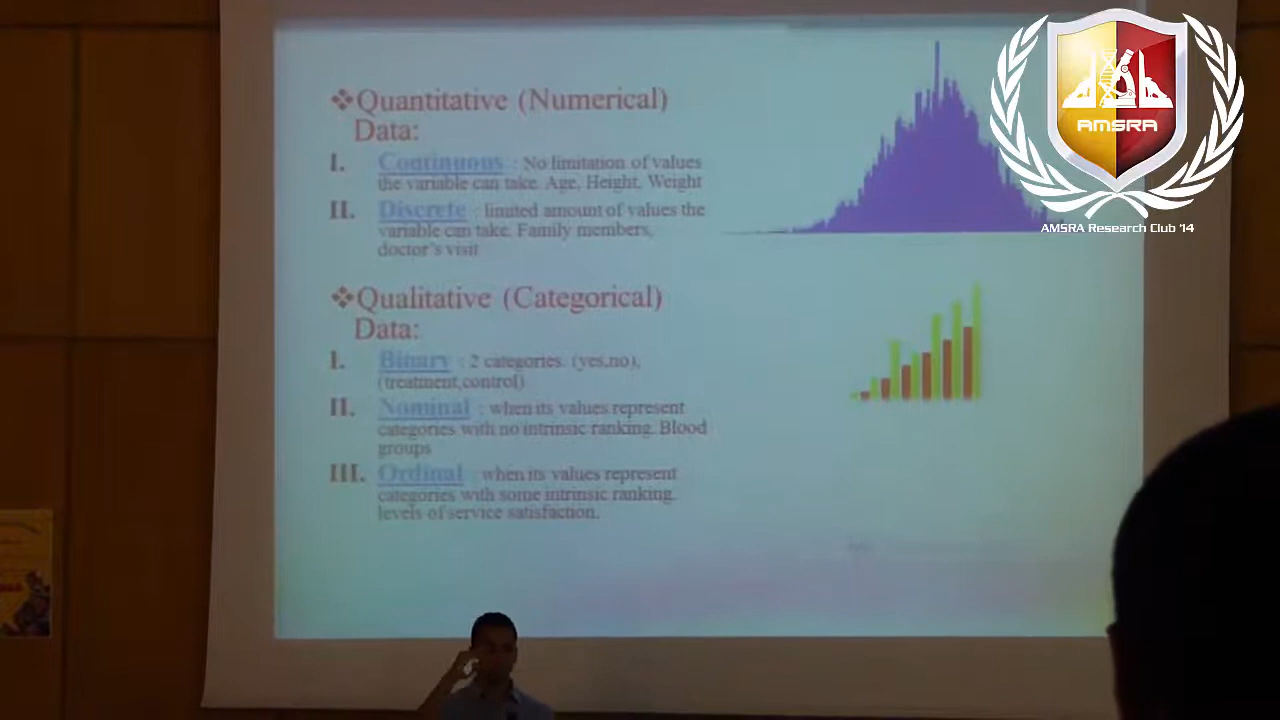 ❖Quantitative (Numerical)
Data:
I. Continuous : No limitation of values
the variable can take. Age, Height, Weight
II. Discrete : limited amount of values the
variable can take. Family members,
doctor's visit
❖Qualitative (Categorical)
Data:
I. Binary : 2 categories. (yes,no),
(treatment,control)
II. Nominal : when its values represent
categories with no intrinsic ranking. Blood
groups
III. Ordinal : when its values represent
categories with some intrinsic ranking.
levels of service satisfaction.
AMSRA
AMSRA Research Club '14